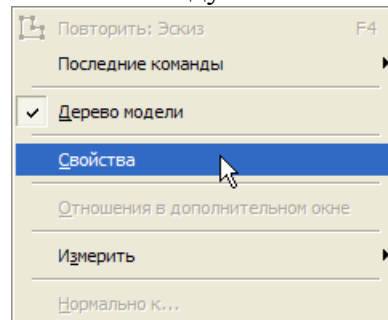 Повторить: Эскиз F4
Последние команды
Дерево модели
Свойства
Отношения в дополнительном окне
Измерить
Нормально к...